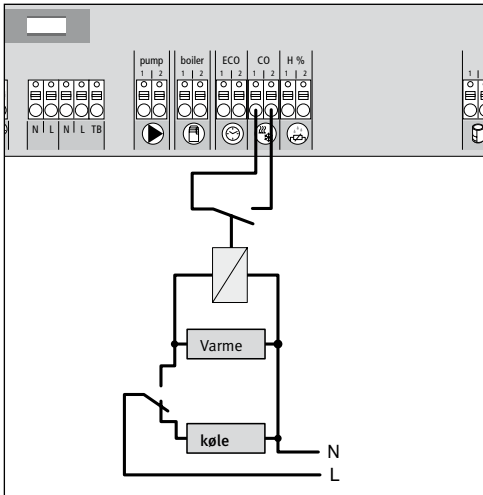 pump boiler ECO CO H %
1 2 1 2 1 2 1 2 1 2 1
N L N L TB
Varme
køle
N
L